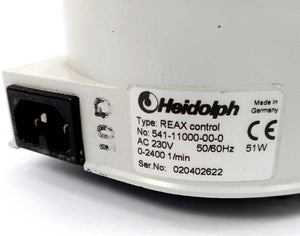 Heidolph
Made in
Germany
Type: REAX control
No: 541-11000-00-0
AC 230V 50/60Hz 51W
0-2400 1/min
Ser.No: 020402622
CE